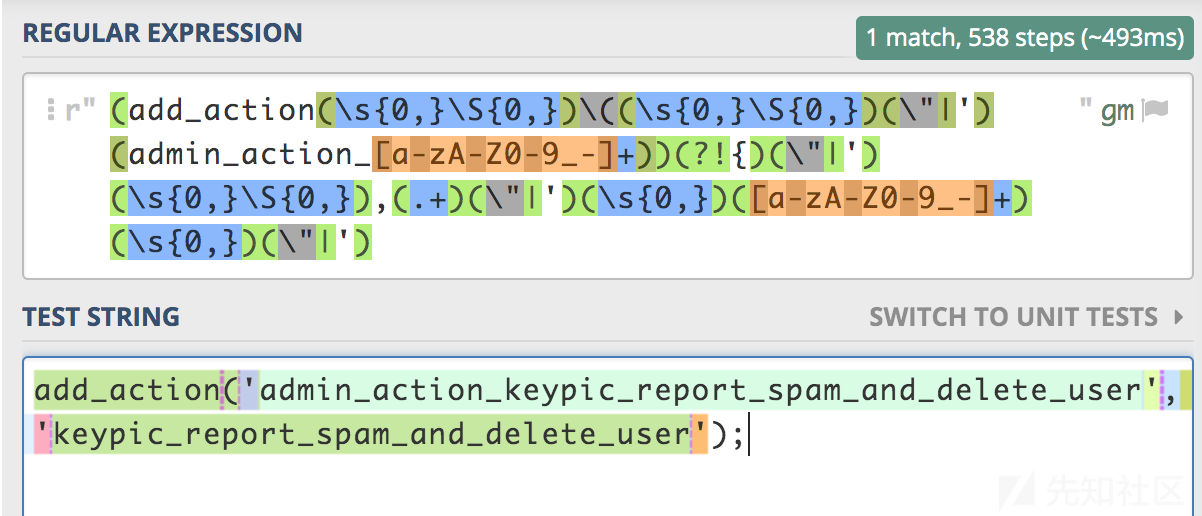 REGULAR EXPRESSION
1 match, 538 steps (~493ms)
r" (add_action(\s{0,}\S{0,})\((\s{0,}\S{0,})(\"|') " gm
(admin_action_[a-zA-Z0-9_-]+))(?!{)(\"|')
(\s{0,}\S{0,}),(.+)(\"|')(\s{0,})([a-zA-Z0-9_-]+)
(\s{0,})(\"|')
TEST STRING
SWITCH TO UNIT TESTS
add_action('admin_action_keypic_report_spam_and_delete_user',
'keypic_report_spam_and_delete_user');
先知社区